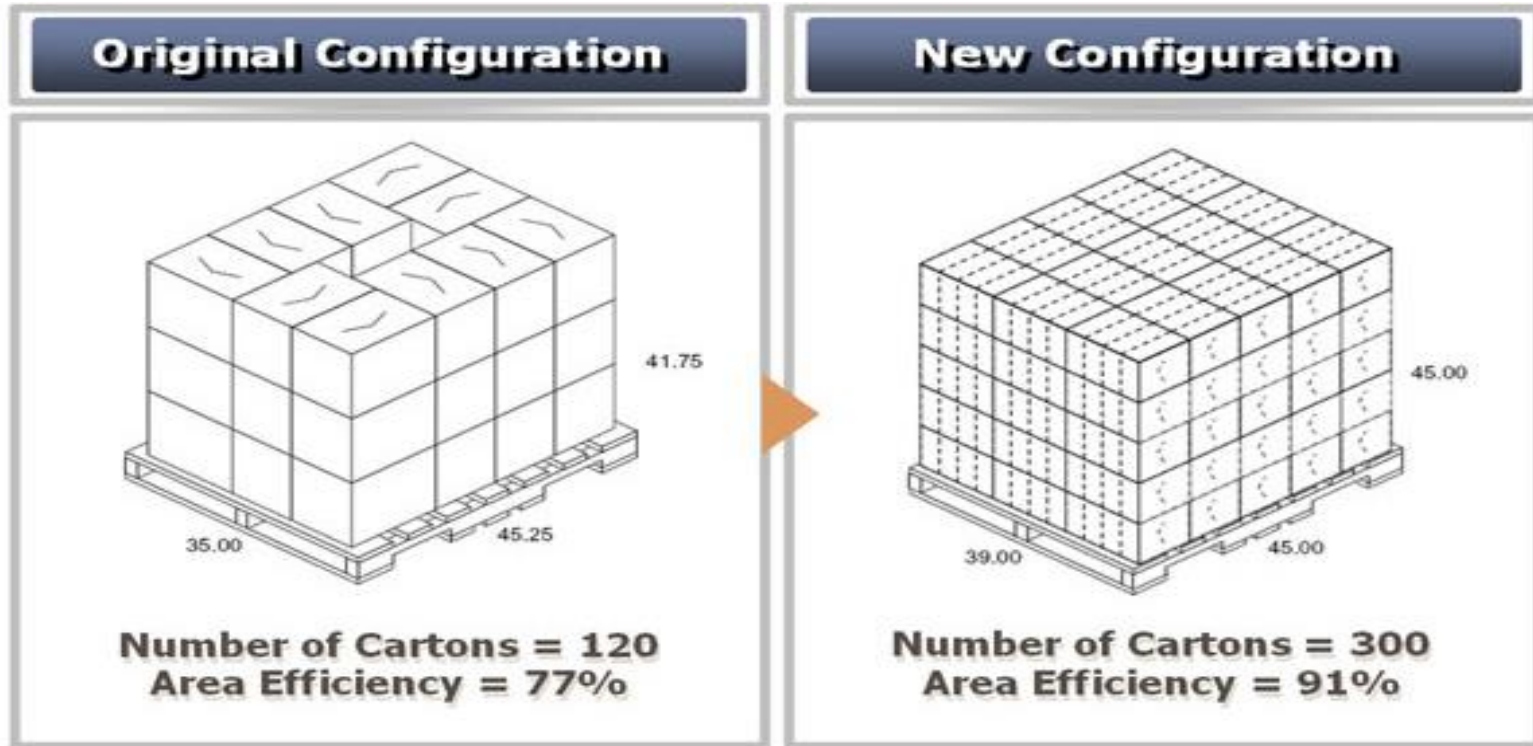 Original Configuration
New Configuration
41.75
35.00
45.25
Number of Cartons = 120
Area Efficiency = 77%
45.00
39.00
45.00
Number of Cartons = 300
Area Efficiency = 91%